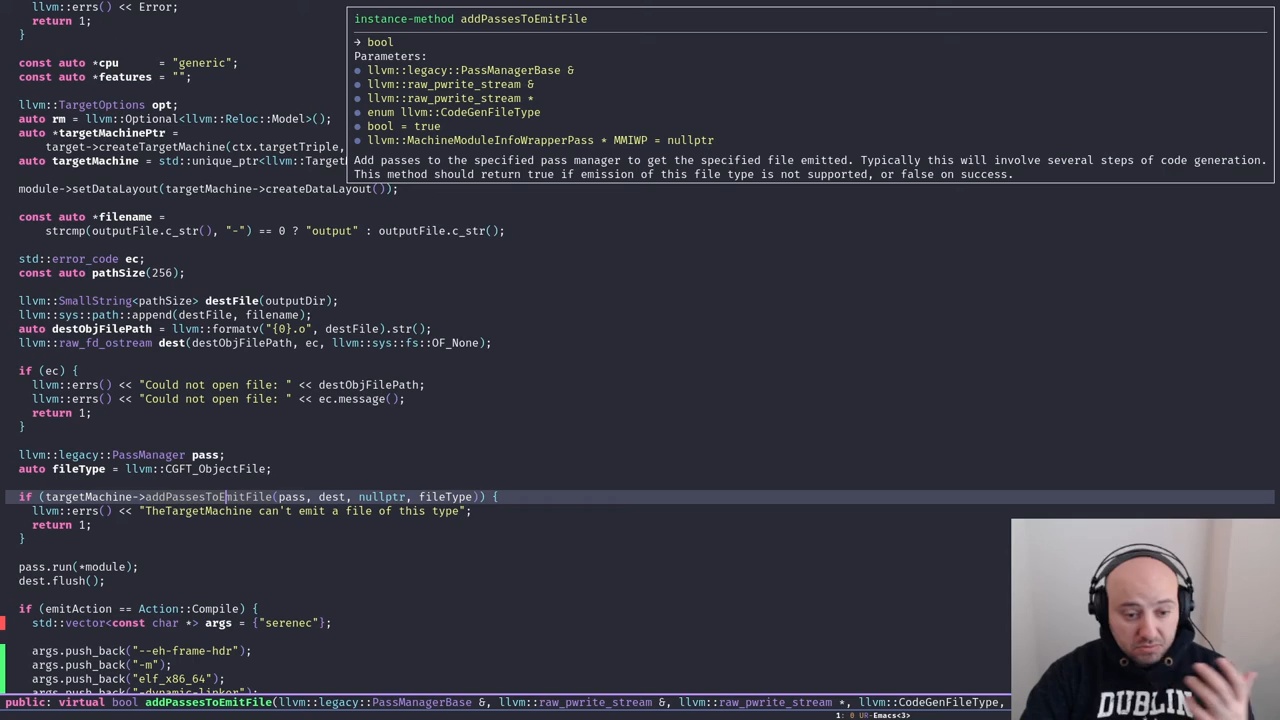 llvm::errs() << Error;
return 1;
}
const auto *cpu      = "generic";
const auto *features = "";
llvm::TargetOptions opt;
auto rm = llvm::Optional<llvm::Reloc::Model>();
auto *targetMachinePtr =
target->createTargetMachine(ctx.targetTriple,
auto targetMachine = std::unique_ptr<llvm::Target
instance-method addPassesToEmitFile
→ bool
Parameters:
● llvm::legacy::PassManagerBase &
● llvm::raw_pwrite_stream &
● llvm::raw_pwrite_stream *
● enum llvm::CodeGenFileType
● bool = true
● llvm::MachineModuleInfoWrapperPass * MMIWP = nullptr
Add passes to the specified pass manager to get the specified file emitted. Typically this will involve several steps of code generation.
This method should return true if emission of this file type is not supported, or false on success.
module->setDataLayout(targetMachine->createDataLayout());
const auto *filename =
strcmp(outputFile.c_str(), "-") == 0 ? "output" : outputFile.c_str();
std::error_code ec;
const auto pathSize(256);
llvm::SmallString<pathSize> destFile(outputDir);
llvm::sys::path::append(destFile, filename);
auto destObjFilePath = llvm::formatv("{0}.o", destFile).str();
llvm::raw_fd_ostream dest(destObjFilePath, ec, llvm::sys::fs::OF_None);
if (ec) {
llvm::errs() << "Could not open file: " << destObjFilePath;
llvm::errs() << "Could not open file: " << ec.message();
return 1;
}
llvm::legacy::PassManager pass;
auto fileType = llvm::CGFT_ObjectFile;
if (targetMachine->addPassesToEmitFile(pass, dest, nullptr, fileType)) {
llvm::errs() << "TheTargetMachine can't emit a file of this type";
return 1;
}
pass.run(*module);
dest.flush();
if (emitAction == Action::Compile) {
std::vector<const char *> args = {"serenec"};
args.push_back("--eh-frame-hdr");
args.push_back("-m");
args.push_back("elf_x86_64");
args.push_back("-dynamic-linker");
public: virtual bool addPassesToEmitFile(llvm::legacy::PassManagerBase &, llvm::raw_pwrite_stream &, llvm::raw_pwrite_stream *, llvm::CodeGenFileType,
1: 0 UR-Emacs<3>
DUBLIN